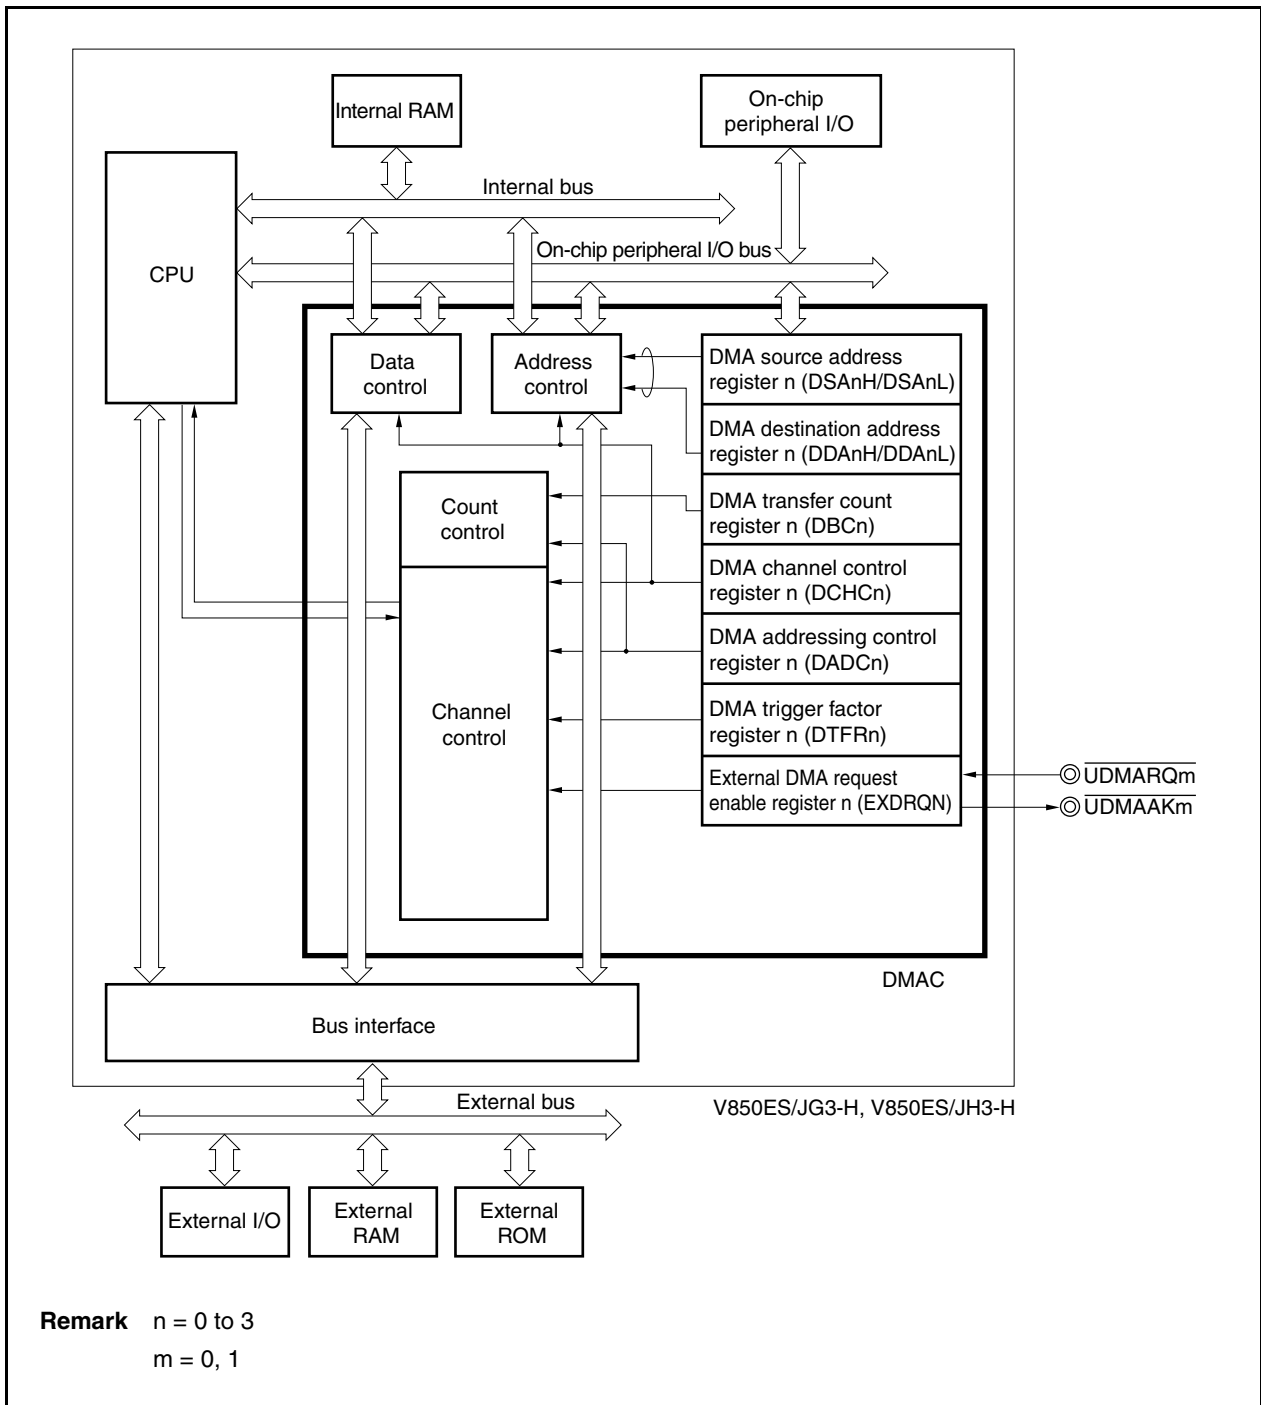 Internal RAM
On-chip
peripheral I/O
Internal bus
On-chip peripheral I/O bus
CPU
Data
control
Address
control
DMA source address
register n (DSAnH/DSAnL)
DMA destination address
register n (DDAnH/DDAnL)
DMA transfer count
register n (DBCn)
DMA channel control
register n (DCHCn)
DMA addressing control
register n (DADCn)
DMA trigger factor
register n (DTFRn)
External DMA request
enable register n (EXDRQN)
Count
control
Channel
control
UDMARQm
UDMAAKm
DMAC
Bus interface
V850ES/JG3-H, V850ES/JH3-H
External bus
External I/O
External
RAM
External
ROM
Remark n = 0 to 3
m = 0, 1